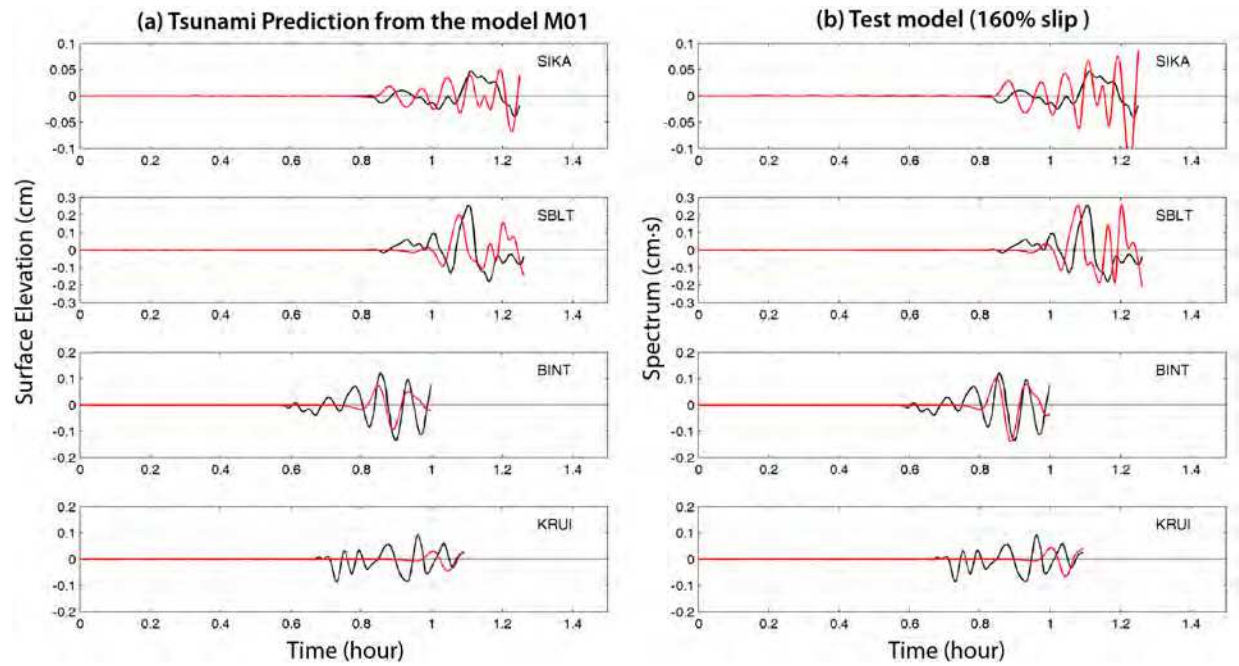 (a) Tsunami Prediction from the model M01
(b) Test model (160% slip )
Surface Elevation (cm)
0.1
0.05
0
-0.05
-0.1
SIKA
0 0.2 0.4 0.6 0.8 1 1.2 1.4
0.3
0.2
0.1
0
-0.1
-0.2
-0.3
SBLT
0 0.2 0.4 0.6 0.8 1 1.2 1.4
0.2
0.1
0
-0.1
-0.2
BINT
0 0.2 0.4 0.6 0.8 1 1.2 1.4
0.2
0.1
0
-0.1
-0.2
KRUI
0 0.2 0.4 0.6 0.8 1 1.2 1.4
Time (hour)
Spectrum (cm·s)
0.1
0.05
0
-0.05
-0.1
SIKA
0 0.2 0.4 0.6 0.8 1 1.2 1.4
0.3
0.2
0.1
0
-0.1
-0.2
-0.3
SBLT
0 0.2 0.4 0.6 0.8 1 1.2 1.4
0.2
0.1
0
-0.1
-0.2
BINT
0 0.2 0.4 0.6 0.8 1 1.2 1.4
0.2
0.1
0
-0.1
-0.2
KRUI
0 0.2 0.4 0.6 0.8 1 1.2 1.4
Time (hour)